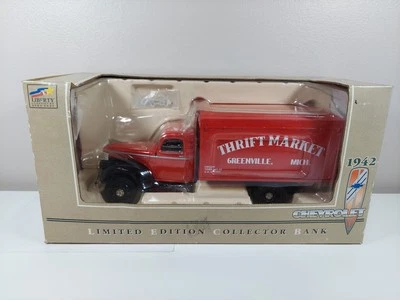 LIBERTY
THRIFT MARKET
GREENVILLE, MICH
1942
CHEVROLET
LIMITED EDITION COLLECTOR BANK